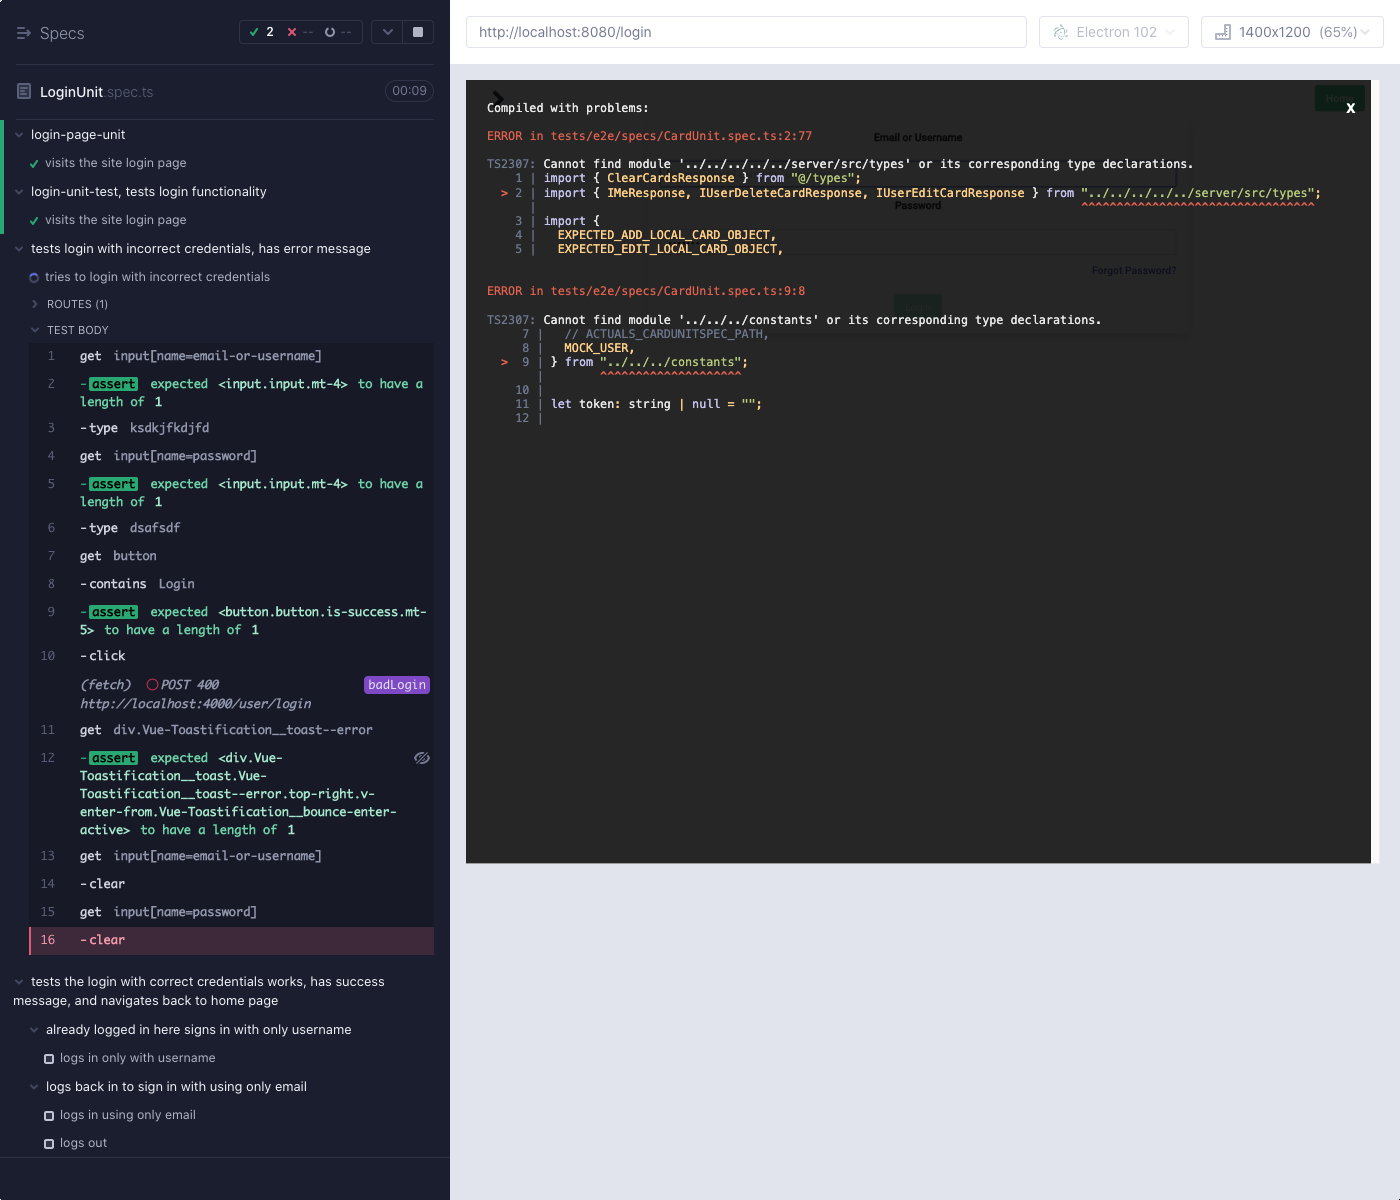 Specs
2
--
--
LoginUnit.spec.ts
00:09
login-page-unit
visits the site login page
login-unit-test, tests login functionality
visits the site login page
tests login with incorrect credentials, has error message
tries to login with incorrect credentials
ROUTES (1)
TEST BODY
1 get input[name=email-or-username]
2 -assert expected <input.input.mt-4> to have a
length of 1
3 -type ksdkjfkdjfd
4 get input[name=password]
5 -assert expected <input.input.mt-4> to have a
length of 1
6 -type dsafsdf
7 get button
8 -contains Login
9 -assert expected <button.button.is-success.mt-
5> to have a length of 1
10 -click
(fetch) POST 400 badLogin
http://localhost:4000/user/login
11 get div.Vue-Toastification__toast--error
12 -assert expected <div.Vue-
Toastification__toast.Vue-
Toastification__toast--error.top-right.v-
enter-from.Vue-Toastification__bounce-enter-
active> to have a length of 1
13 get input[name=email-or-username]
14 -clear
15 get input[name=password]
16 -clear
tests the login with correct credentials works, has success
message, and navigates back to home page
already logged in here signs in with only username
logs in only with username
logs back in to sign in with using only email
logs in using only email
logs out
http://localhost:8080/login
Electron 102
1400x1200 (65%)
Home
X
Compiled with problems:
ERROR in tests/e2e/specs/CardUnit.spec.ts:2:77
Email or Username
TS2307: Cannot find module '../../../../../server/src/types' or its corresponding type declarations.
1 | import { ClearCardsResponse } from "@/types";
> 2 | import { IMeResponse, IUserDeleteCardResponse, IUserEditCardResponse } from "../../../../../server/src/types";
| ^^^^^^^^^^^^^^^^^^^^^^^^^^^^^^^^^
Password
3 | import {
4 | EXPECTED_ADD_LOCAL_CARD_OBJECT,
5 | EXPECTED_EDIT_LOCAL_CARD_OBJECT,
Forgot Password?
ERROR in tests/e2e/specs/CardUnit.spec.ts:9:8
TS2307: Cannot find module '../../../constants' or its corresponding type declarations.
7 | // ACTUALS_CARDUNITSPEC_PATH,
8 | MOCK_USER,
> 9 | } from "../../../constants";
| ^^^^^^^^^^^^^^^^^^^^
10 |
11 | let token: string | null = "";
12 |